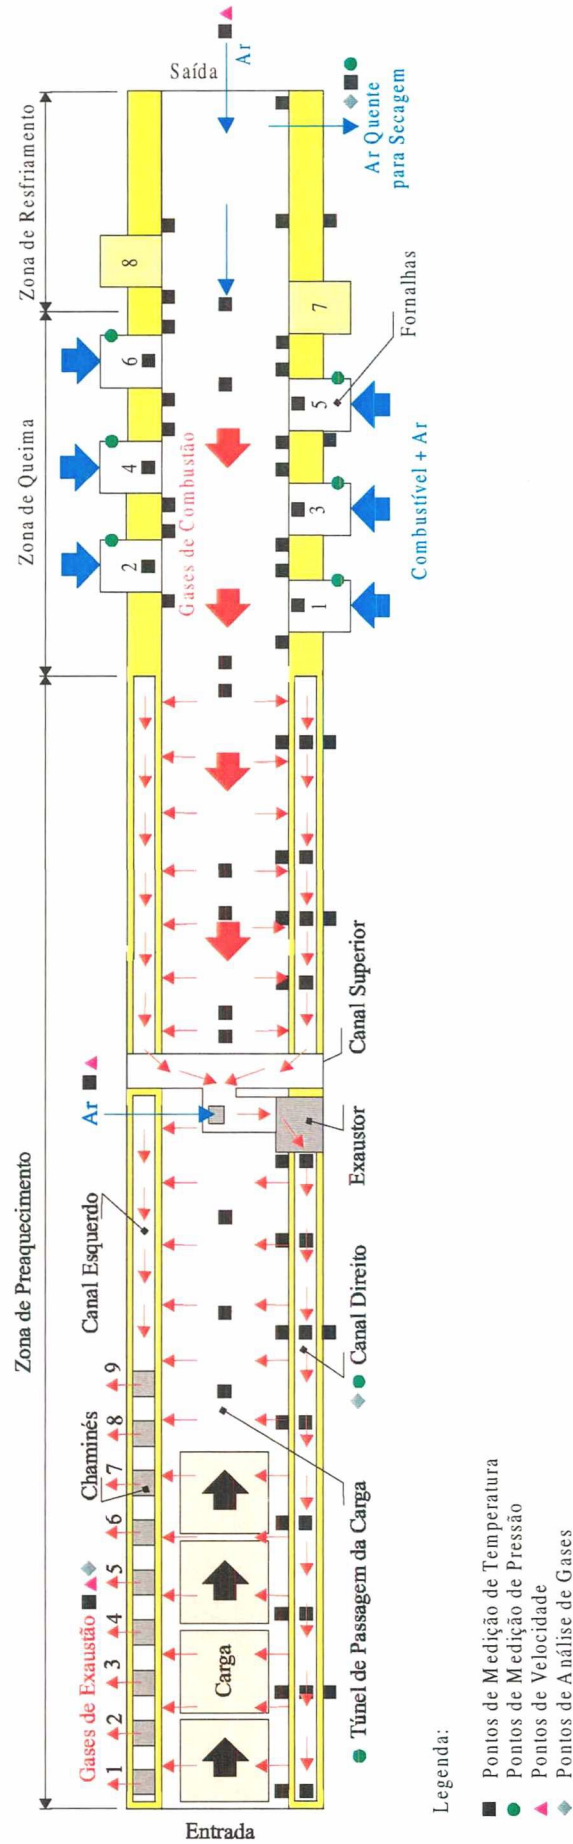 Zona de Preaquecimento
Zona de Queima
Zona de Resfriamento
Gases de Exaustão
Chaminés
Canal Esquerdo
Ar
Saída
Ar
1 2 3 4 5 6 7 8 9
2
4
6
8
Entrada
Carga
Gases de Combustão
1
3
5
7
Ar Quente
para Secagem
Túnel de Passagem da Carga
Canal Direito
Exaustor
Canal Superior
Combustível + Ar
Fornalhas
Legenda:
Pontos de Medição de Temperatura
Pontos de Medição de Pressão
Pontos de Velocidade
Pontos de Análise de Gases